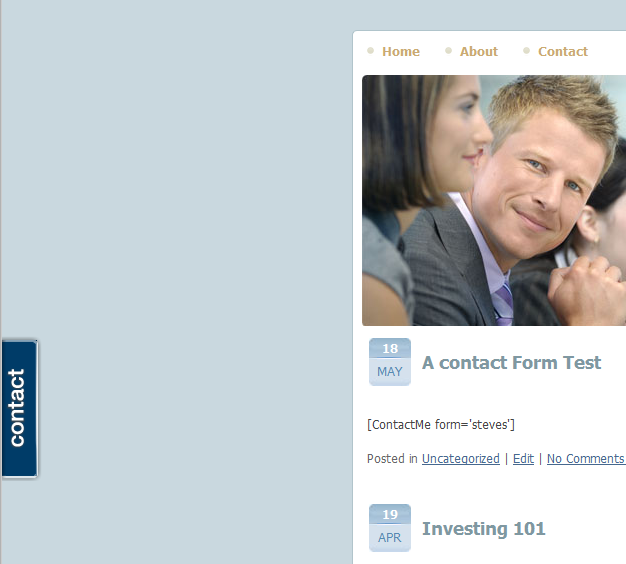 Home
About
Contact
18
MAY
A contact Form Test
[ContactMe form='steves']
Posted in Uncategorized | Edit | No Comments
contact
19
APR
Investing 101